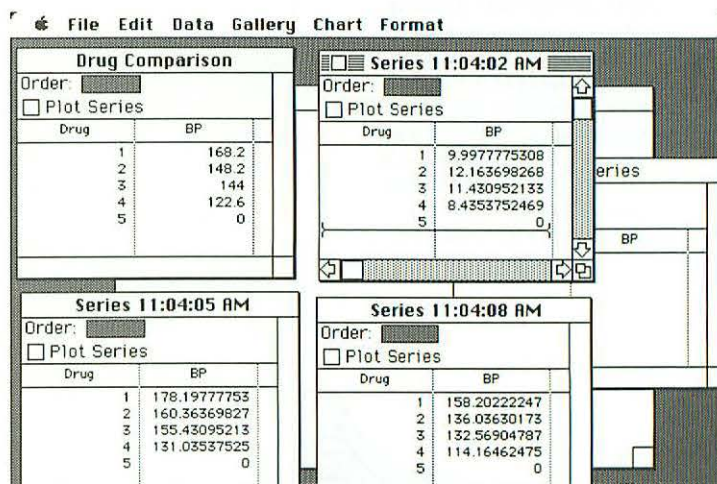 File Edit Data Gallery Chart Format
Drug Comparison
Order:
Plot Series
Drug BP
1 168.2
2 148.2
3 144
4 122.6
5 0
Series 11:04:02 AM
Order:
Plot Series
Drug BP
1 9.9977775308
2 12.163698268
3 11.430952133
4 8.4353752469
5 0
eries
BP
Series 11:04:05 AM
Order:
Plot Series
Drug BP
1 178.19777753
2 160.36369827
3 155.43095213
4 131.03537525
5 0
Series 11:04:08 AM
Order:
Plot Series
Drug BP
1 158.20222247
2 136.03630173
3 132.56904787
4 114.16462475
5 0